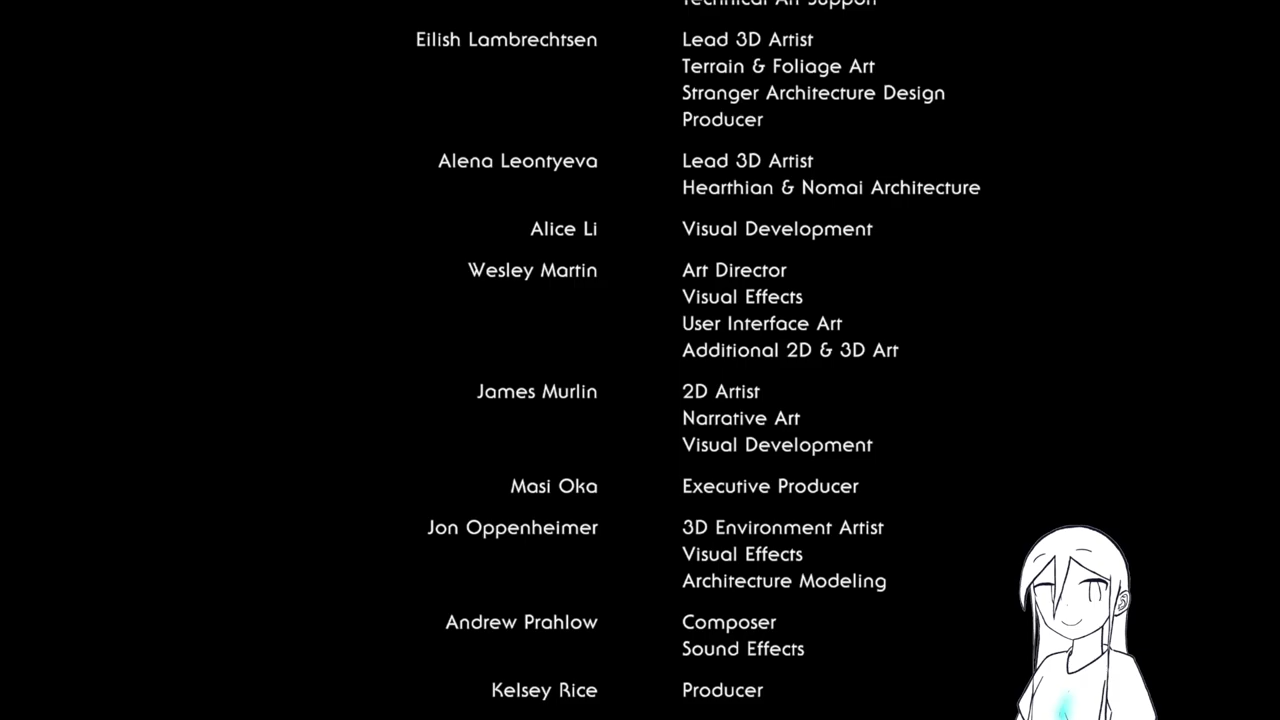 Technical Art Support
Eilish Lambrechtsen Lead 3D Artist
Terrain & Foliage Art
Stranger Architecture Design
Producer
Alena Leontyeva Lead 3D Artist
Hearthian & Nomai Architecture
Alice Li Visual Development
Wesley Martin Art Director
Visual Effects
User Interface Art
Additional 2D & 3D Art
James Murlin 2D Artist
Narrative Art
Visual Development
Masi Oka Executive Producer
Jon Oppenheimer 3D Environment Artist
Visual Effects
Architecture Modeling
Andrew Prahlow Composer
Sound Effects
Kelsey Rice Producer